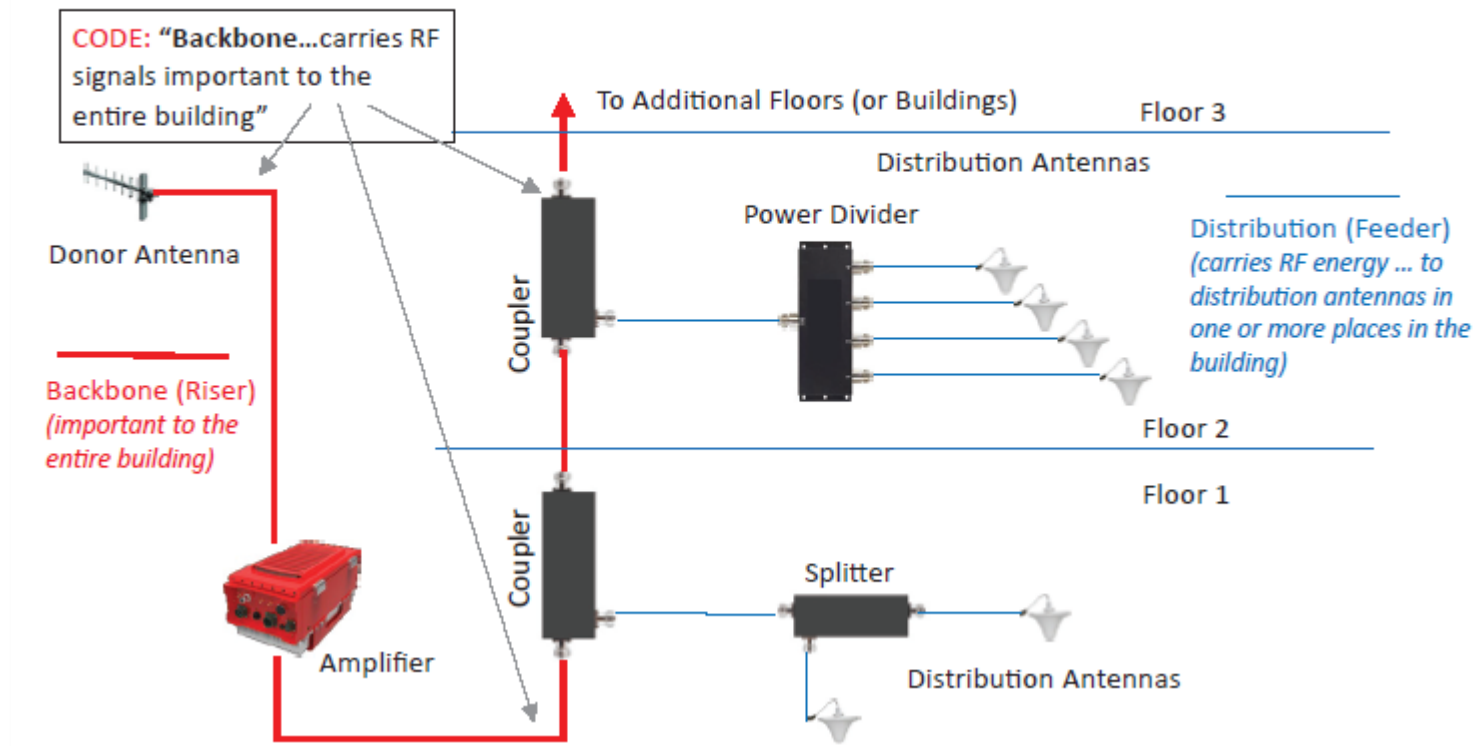 CODE: “Backbone...carries RF
signals important to the
entire building”
To Additional Floors (or Buildings)
Floor 3
Distribution Antennas
Donor Antenna
Power Divider
Distribution (Feeder)
(carries RF energy ... to
distribution antennas in
one or more places in the
building)
Coupler
Backbone (Riser)
(important to the
entire building)
Floor 2
Floor 1
Coupler
Splitter
Amplifier
Distribution Antennas